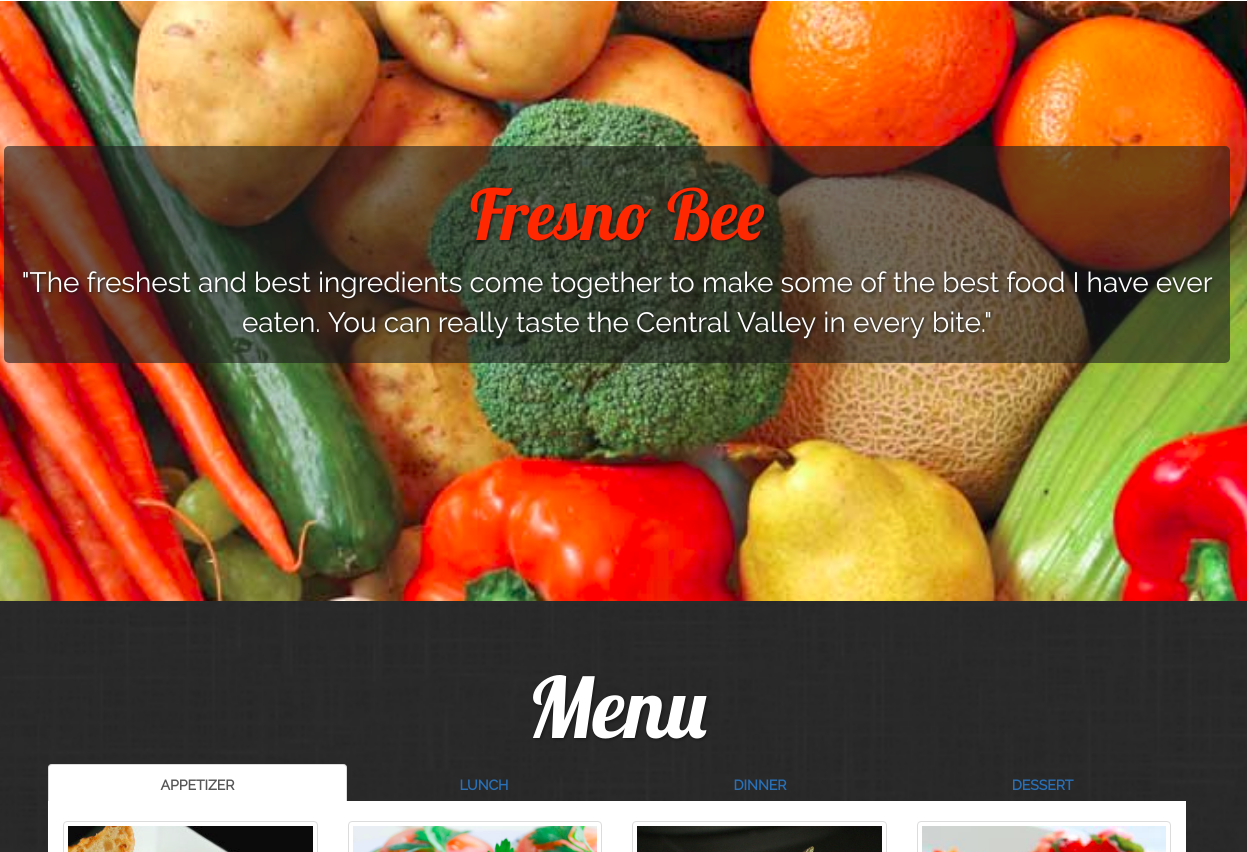 Fresno Bee
"The freshest and best ingredients come together to make some of the best food I have ever
eaten. You can really taste the Central Valley in every bite."
Menu
APPETIZER
LUNCH
DINNER
DESSERT